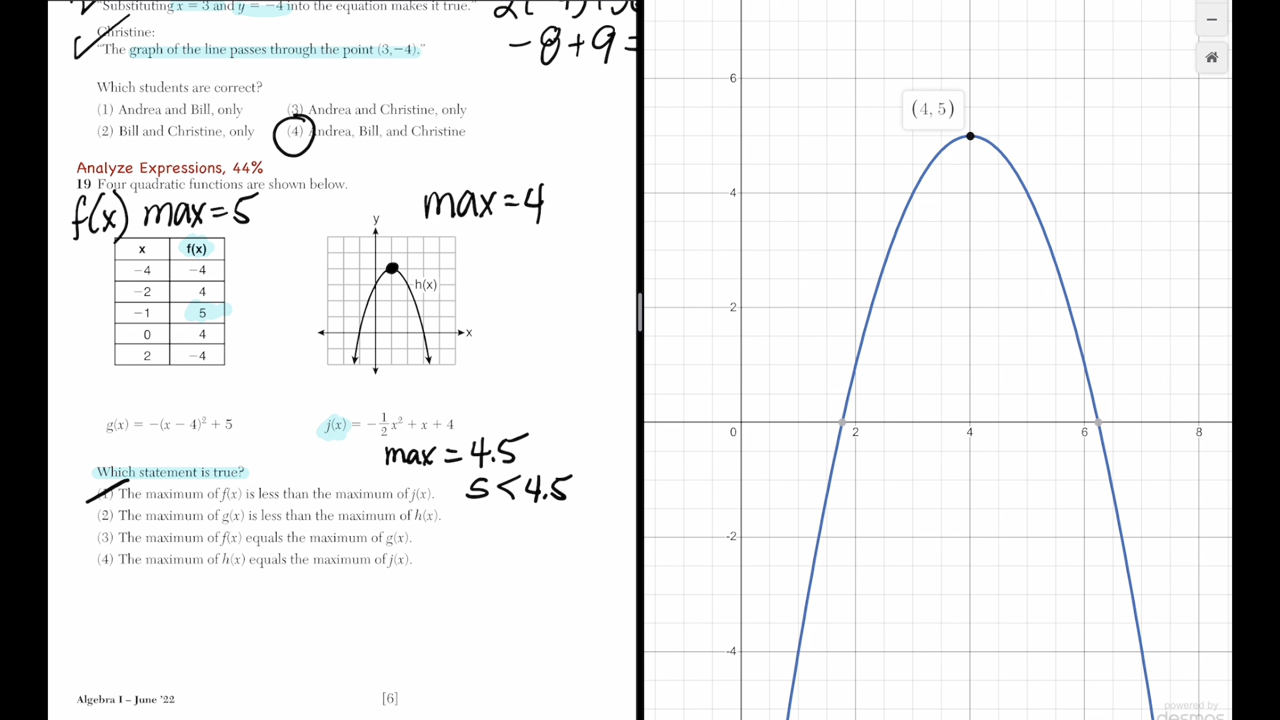 "Substituting x = 3 and y = −4 into the equation makes it true."
Christine:
"The graph of the line passes through the point (3,−4)."
−8+9=
Which students are correct?
(1) Andrea and Bill, only (3) Andrea and Christine, only
(2) Bill and Christine, only (4) Andrea, Bill, and Christine
Analyze Expressions, 44%
19 Four quadratic functions are shown below.
f(x) max=5 max=4
x f(x)
−4 −4
−2 4
−1 5
0 4
2 −4
y
h(x)
x
g(x) = −(x − 4)² + 5 j(x) = −1/2x² + x + 4
max = 4.5
Which statement is true?
5 < 4.5
(1) The maximum of f(x) is less than the maximum of j(x).
(2) The maximum of g(x) is less than the maximum of h(x).
(3) The maximum of f(x) equals the maximum of g(x).
(4) The maximum of h(x) equals the maximum of j(x).
Algebra I – June '22 [6]
−
6
(4, 5)
4
2
0 2 4 6 8
-2
-4
powered by
desmos